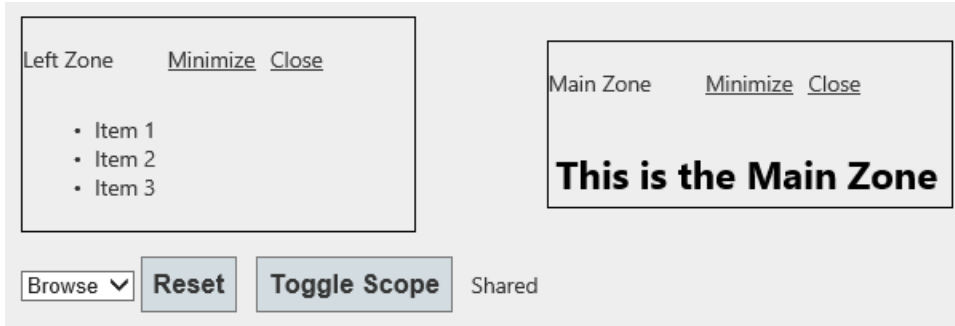 Left Zone Minimize Close
• Item 1
• Item 2
• Item 3
Main Zone Minimize Close
This is the Main Zone
Browse Reset Toggle Scope Shared